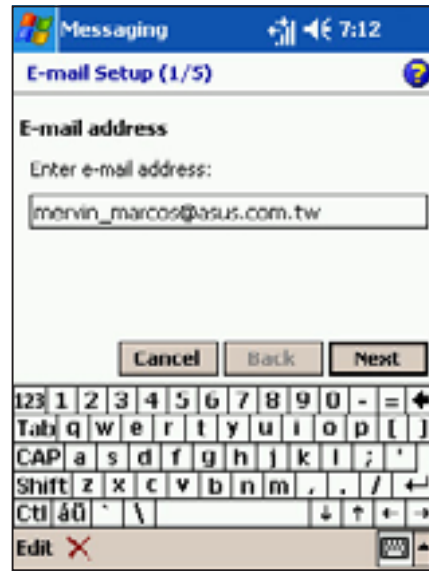 Messaging 7:12
E-mail Setup (1/5) ?
E-mail address
Enter e-mail address:
mervin_marcos@asus.com.tw
Cancel Back Next
123 1 2 3 4 5 6 7 8 9 0 - =
Tab q w e r t y u i o p [ ]
CAP a s d f g h j k l ; '
Shift z x c v b n m , . /
Ctl áü ` \
Edit